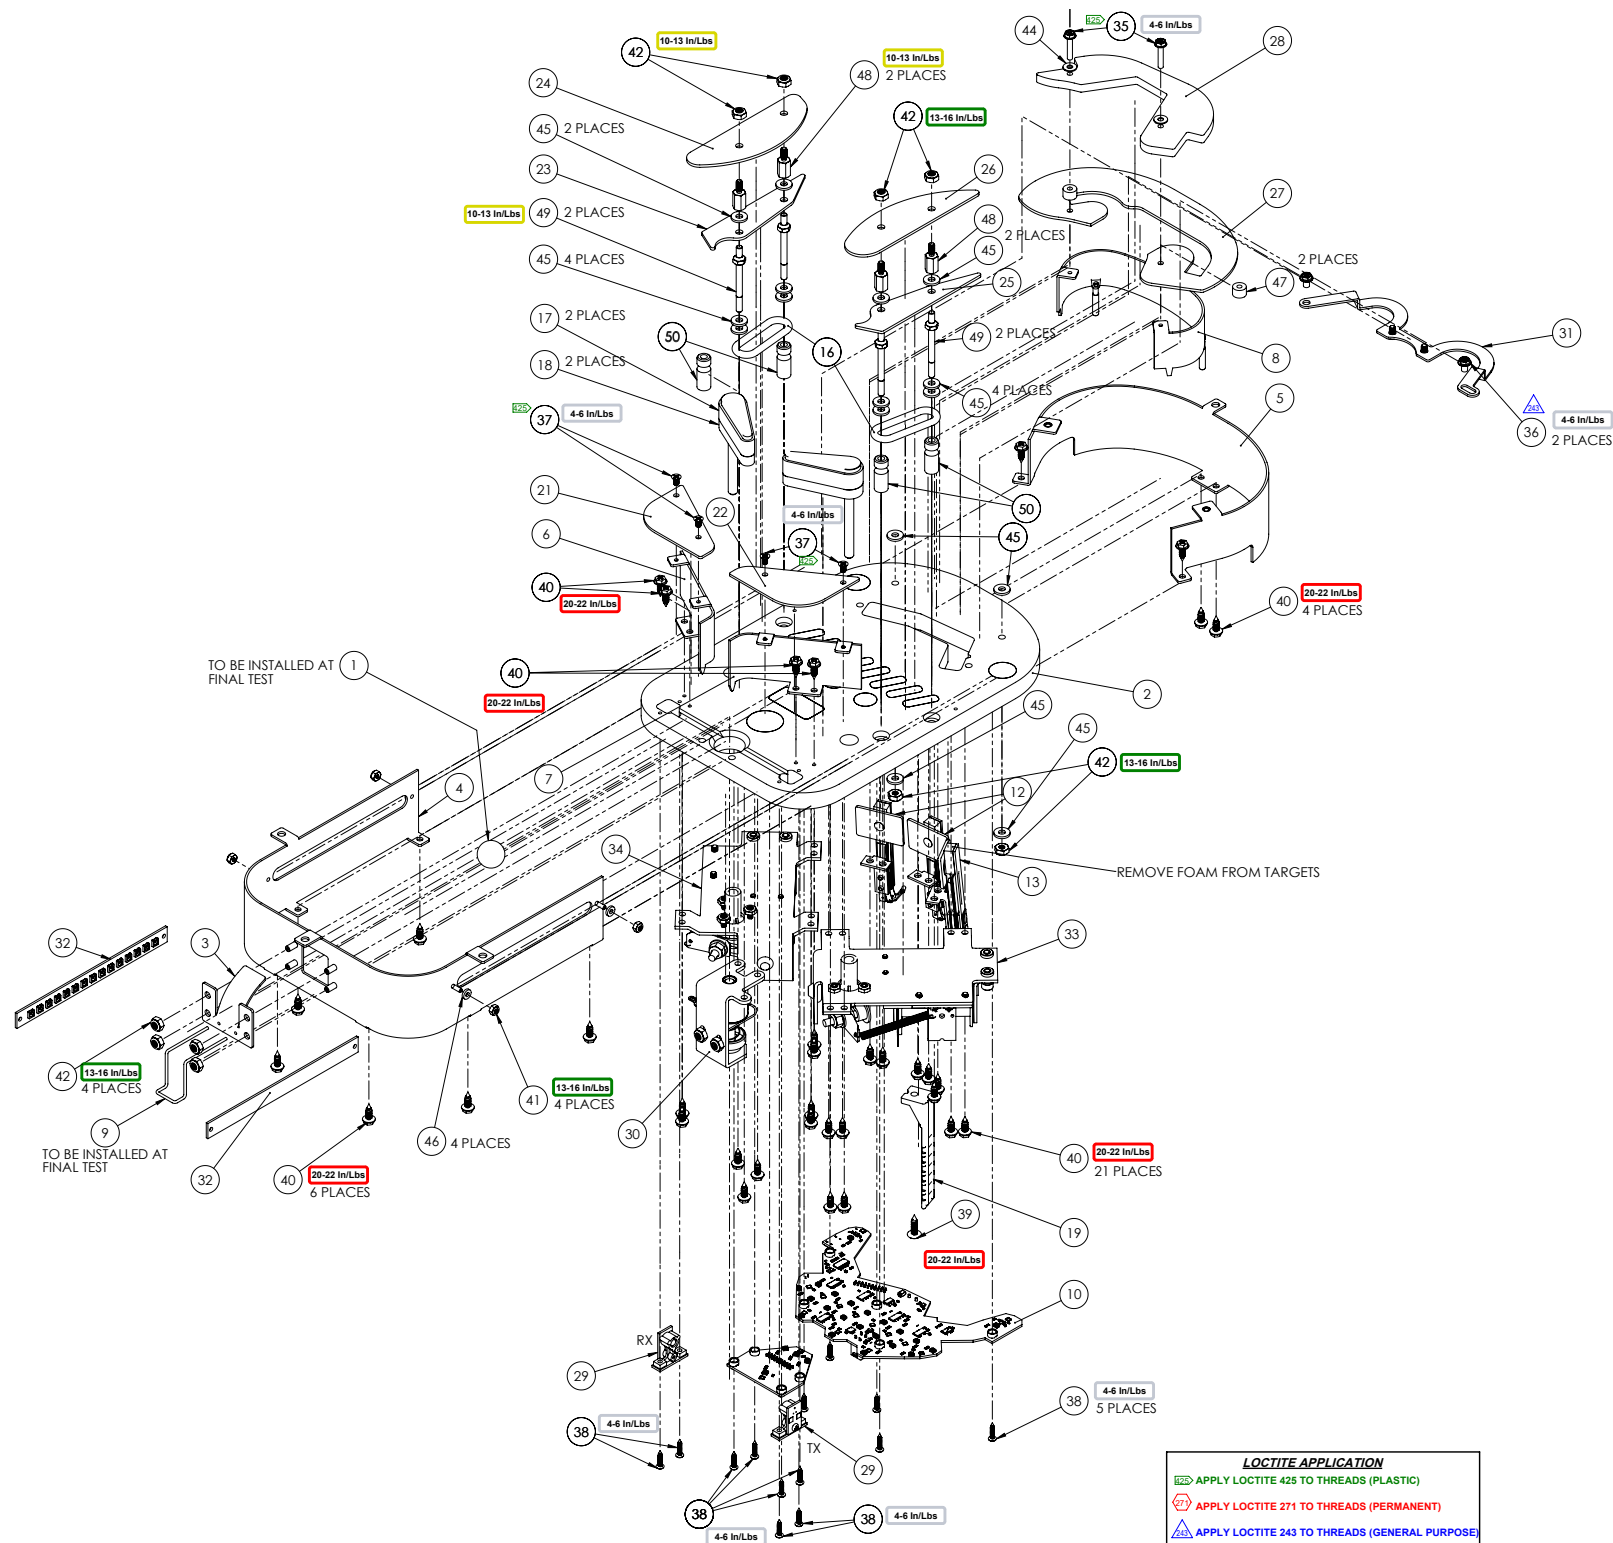 425 35 4-6 In/Lbs
44
28
10-13 In/Lbs
42
10-13 In/Lbs
48 2 PLACES
24
42 13-16 In/Lbs
45 2 PLACES
23
26
27
10-13 In/Lbs 49 2 PLACES
48
2 PLACES
45
45 4 PLACES
25
2 PLACES
47
17 2 PLACES
50
16
49 2 PLACES
8
31
18 2 PLACES
4 PLACES
45
5
425 37 4-6 In/Lbs
243
36 4-6 In/Lbs
2 PLACES
21
22
4-6 In/Lbs
50
6
37
425
45
40
20-22 In/Lbs
40 20-22 In/Lbs
4 PLACES
TO BE INSTALLED AT 1
FINAL TEST
40
20-22 In/Lbs
2
45
45
7
4
42 13-16 In/Lbs
12
34
REMOVE FOAM FROM TARGETS
13
32
3
33
42 13-16 In/Lbs
4 PLACES
41 13-16 In/Lbs
4 PLACES
9
TO BE INSTALLED AT
FINAL TEST
46 4 PLACES
30
32
40 20-22 In/Lbs
6 PLACES
40 20-22 In/Lbs
21 PLACES
39
19
20-22 In/Lbs
10
RX
29
38 4-6 In/Lbs
5 PLACES
38 4-6 In/Lbs
TX
29
38
4-6 In/Lbs
38 4-6 In/Lbs
LOCTITE APPLICATION
425 APPLY LOCTITE 425 TO THREADS (PLASTIC)
271 APPLY LOCTITE 271 TO THREADS (PERMANENT)
243 APPLY LOCTITE 243 TO THREADS (GENERAL PURPOSE)